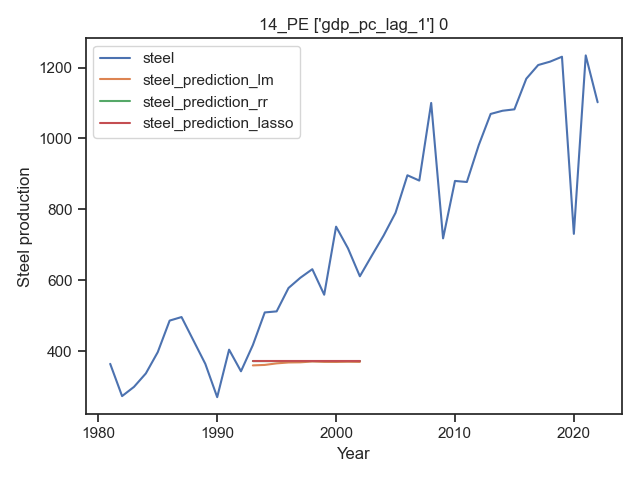 14_PE ['gdp_pc_lag_1'] 0
steel
steel_prediction_lm
steel_prediction_rr
steel_prediction_lasso
Steel production
1200
1000
800
600
400
1980 1990 2000 2010 2020
Year